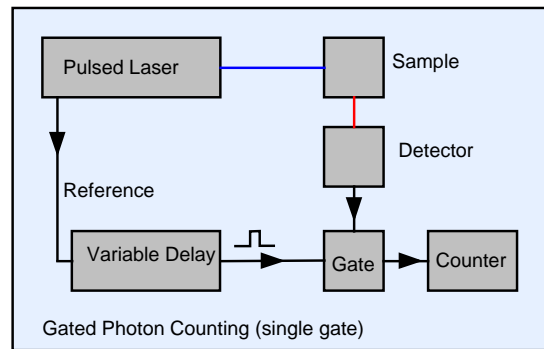 Pulsed Laser
Sample
Detector
Reference
Variable Delay
Gate
Counter
Gated Photon Counting (single gate)